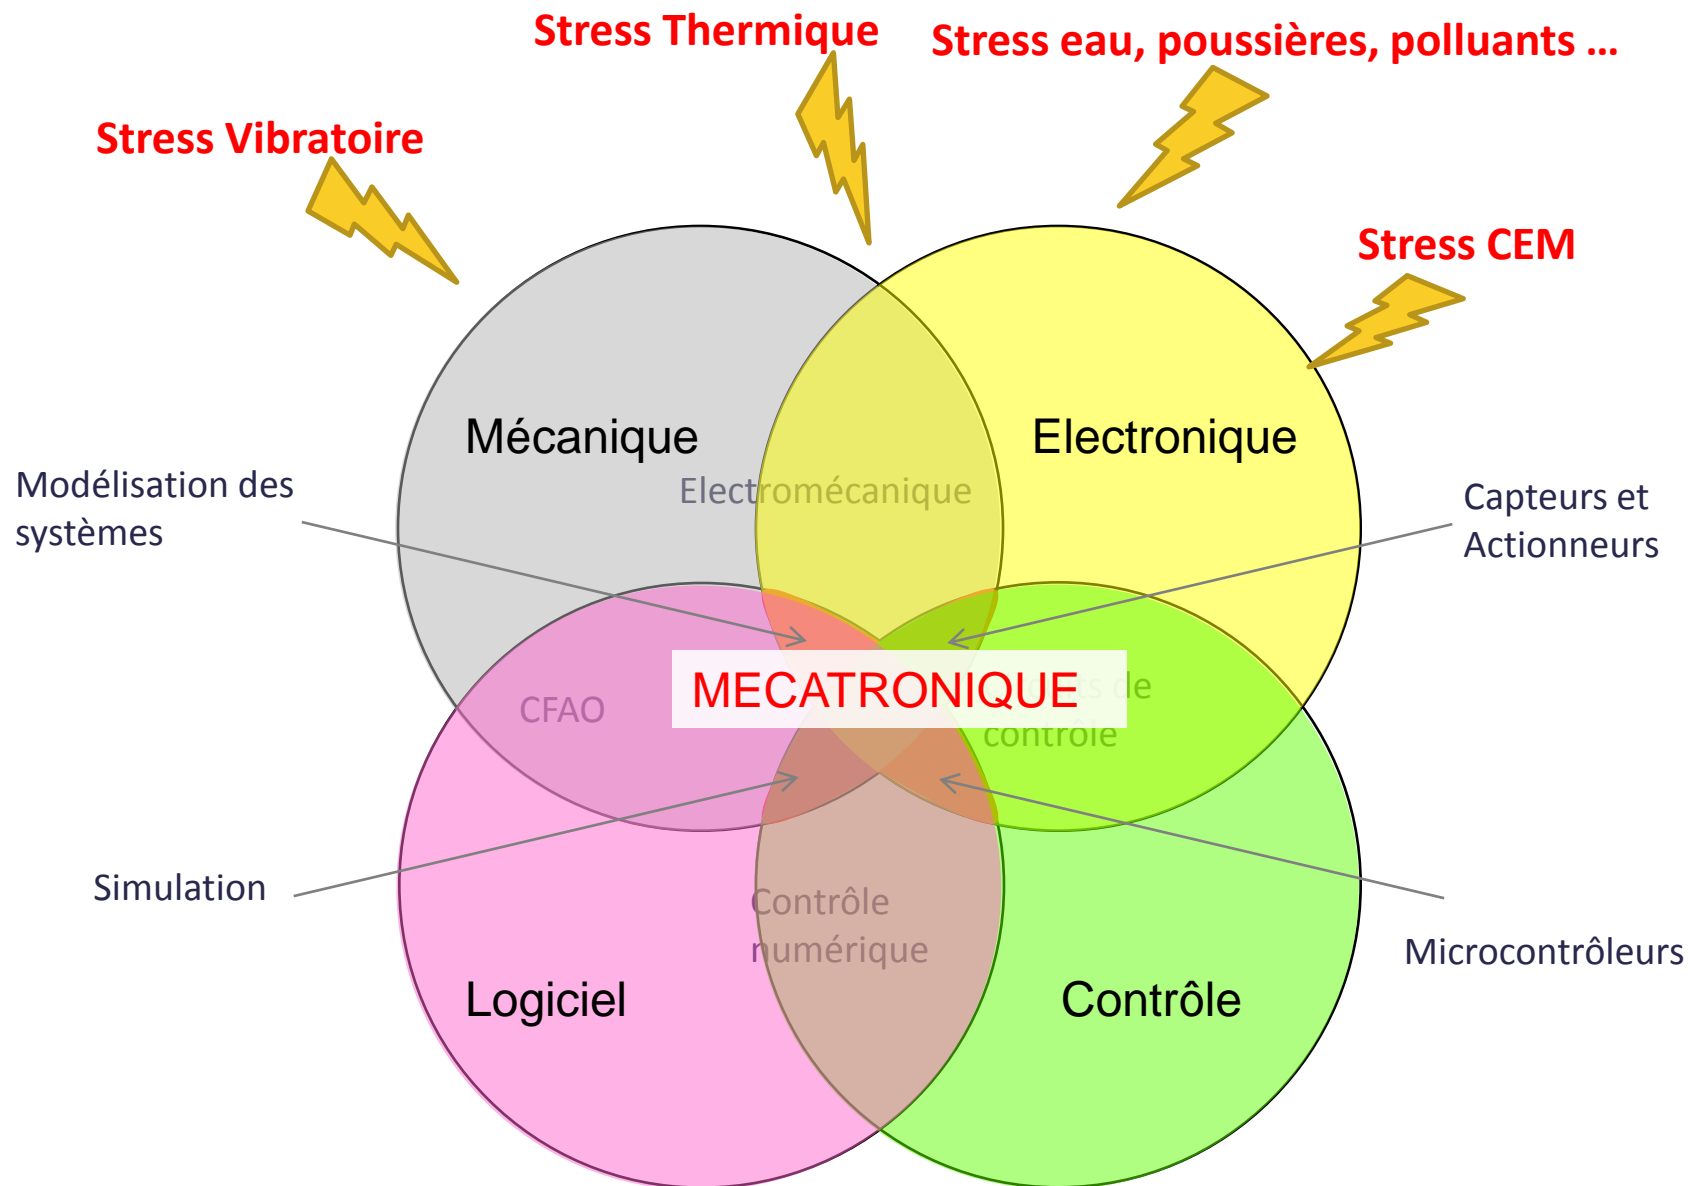 Stress Thermique
Stress eau, poussières, polluants ...
Stress Vibratoire
Stress CEM
Mécanique
Electronique
Electromécanique
Modélisation des
systèmes
Capteurs et
Actionneurs
CFAO
MECATRONIQUE
de
contrôle
Simulation
Contrôle
numérique
Microcontrôleurs
Logiciel
Contrôle